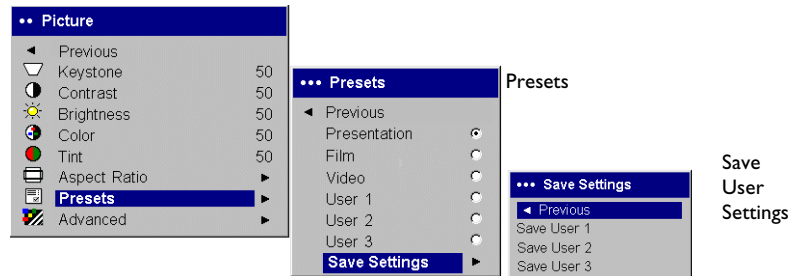 •• Picture
◄ Previous
Keystone 50
Contrast 50
Brightness 50
Color 50
Tint 50
Aspect Ratio ►
Presets ►
Advanced ►
••• Presets
◄ Previous
Presentation
Film
Video
User 1
User 2
User 3
Save Settings ►
Presets
••• Save Settings
◄ Previous
Save User 1
Save User 2
Save User 3
Save
User
Settings